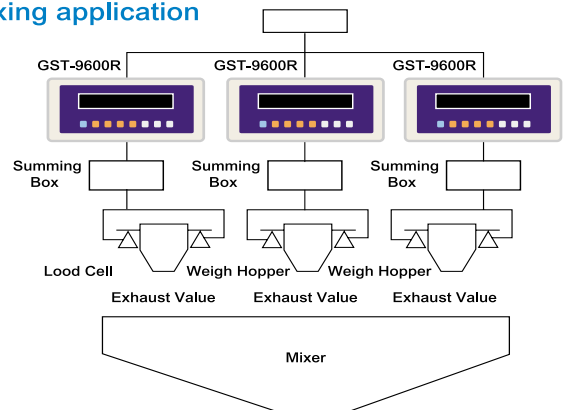 king application
GST-9600R GST-9600R GST-9600R
Summing Box Summing Box Summing Box
Lood Cell Weigh Hopper Weigh Hopper
Exhaust Value Exhaust Value Exhaust Value
Mixer